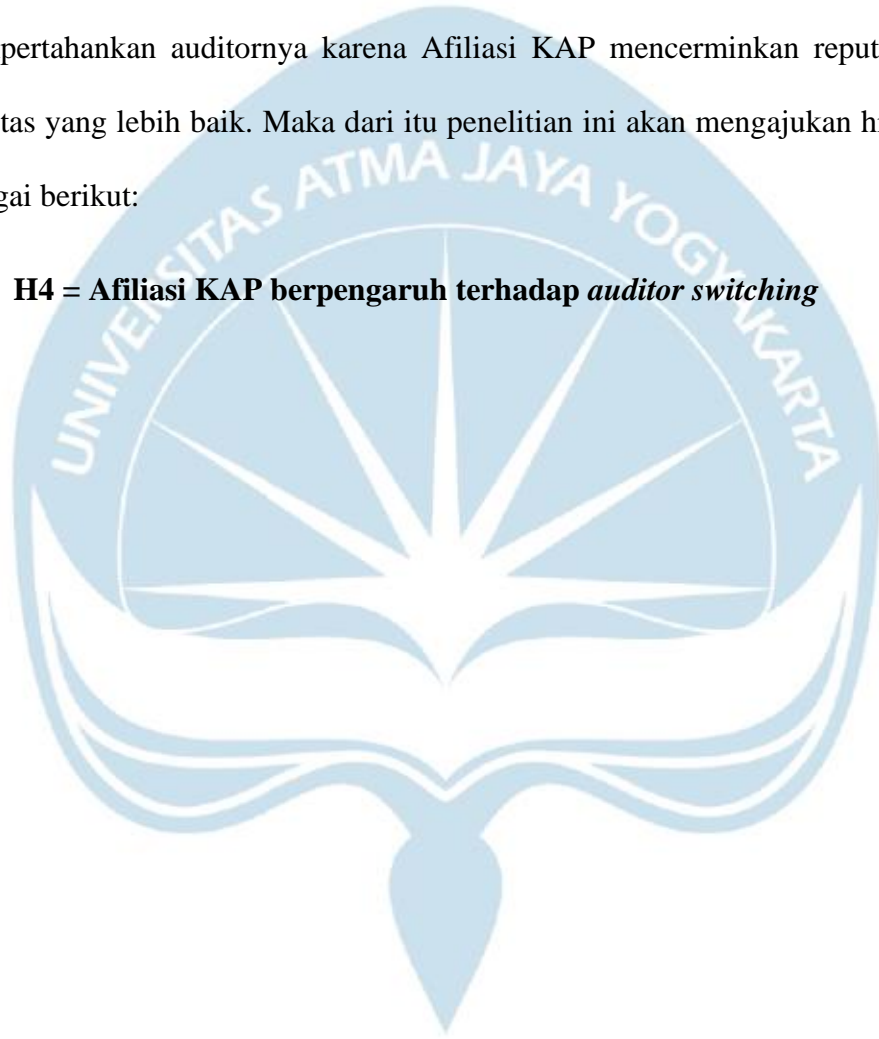 pertahankan auditornya karena Afiliasi KAP mencerminkan reput
tas yang lebih baik. Maka dari itu penelitian ini akan mengajukan hi
gai berikut:
UNIVERSITAS ATMA JAYA YOGYAKARTA
H4 = Afiliasi KAP berpengaruh terhadap auditor switching